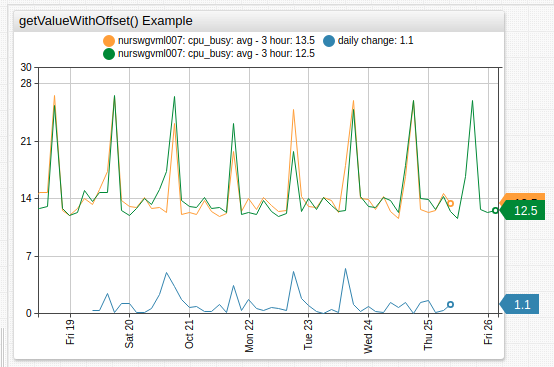 getValueWithOffset() Example
nurswgvml007: cpu_busy: avg - 3 hour: 13.5 daily change: 1.1
nurswgvml007: cpu_busy: avg - 3 hour: 12.5
30
28
21
14
7
0
12.5
1.1
Fri 19 Sat 20 Oct 21 Mon 22 Tue 23 Wed 24 Thu 25 Fri 26